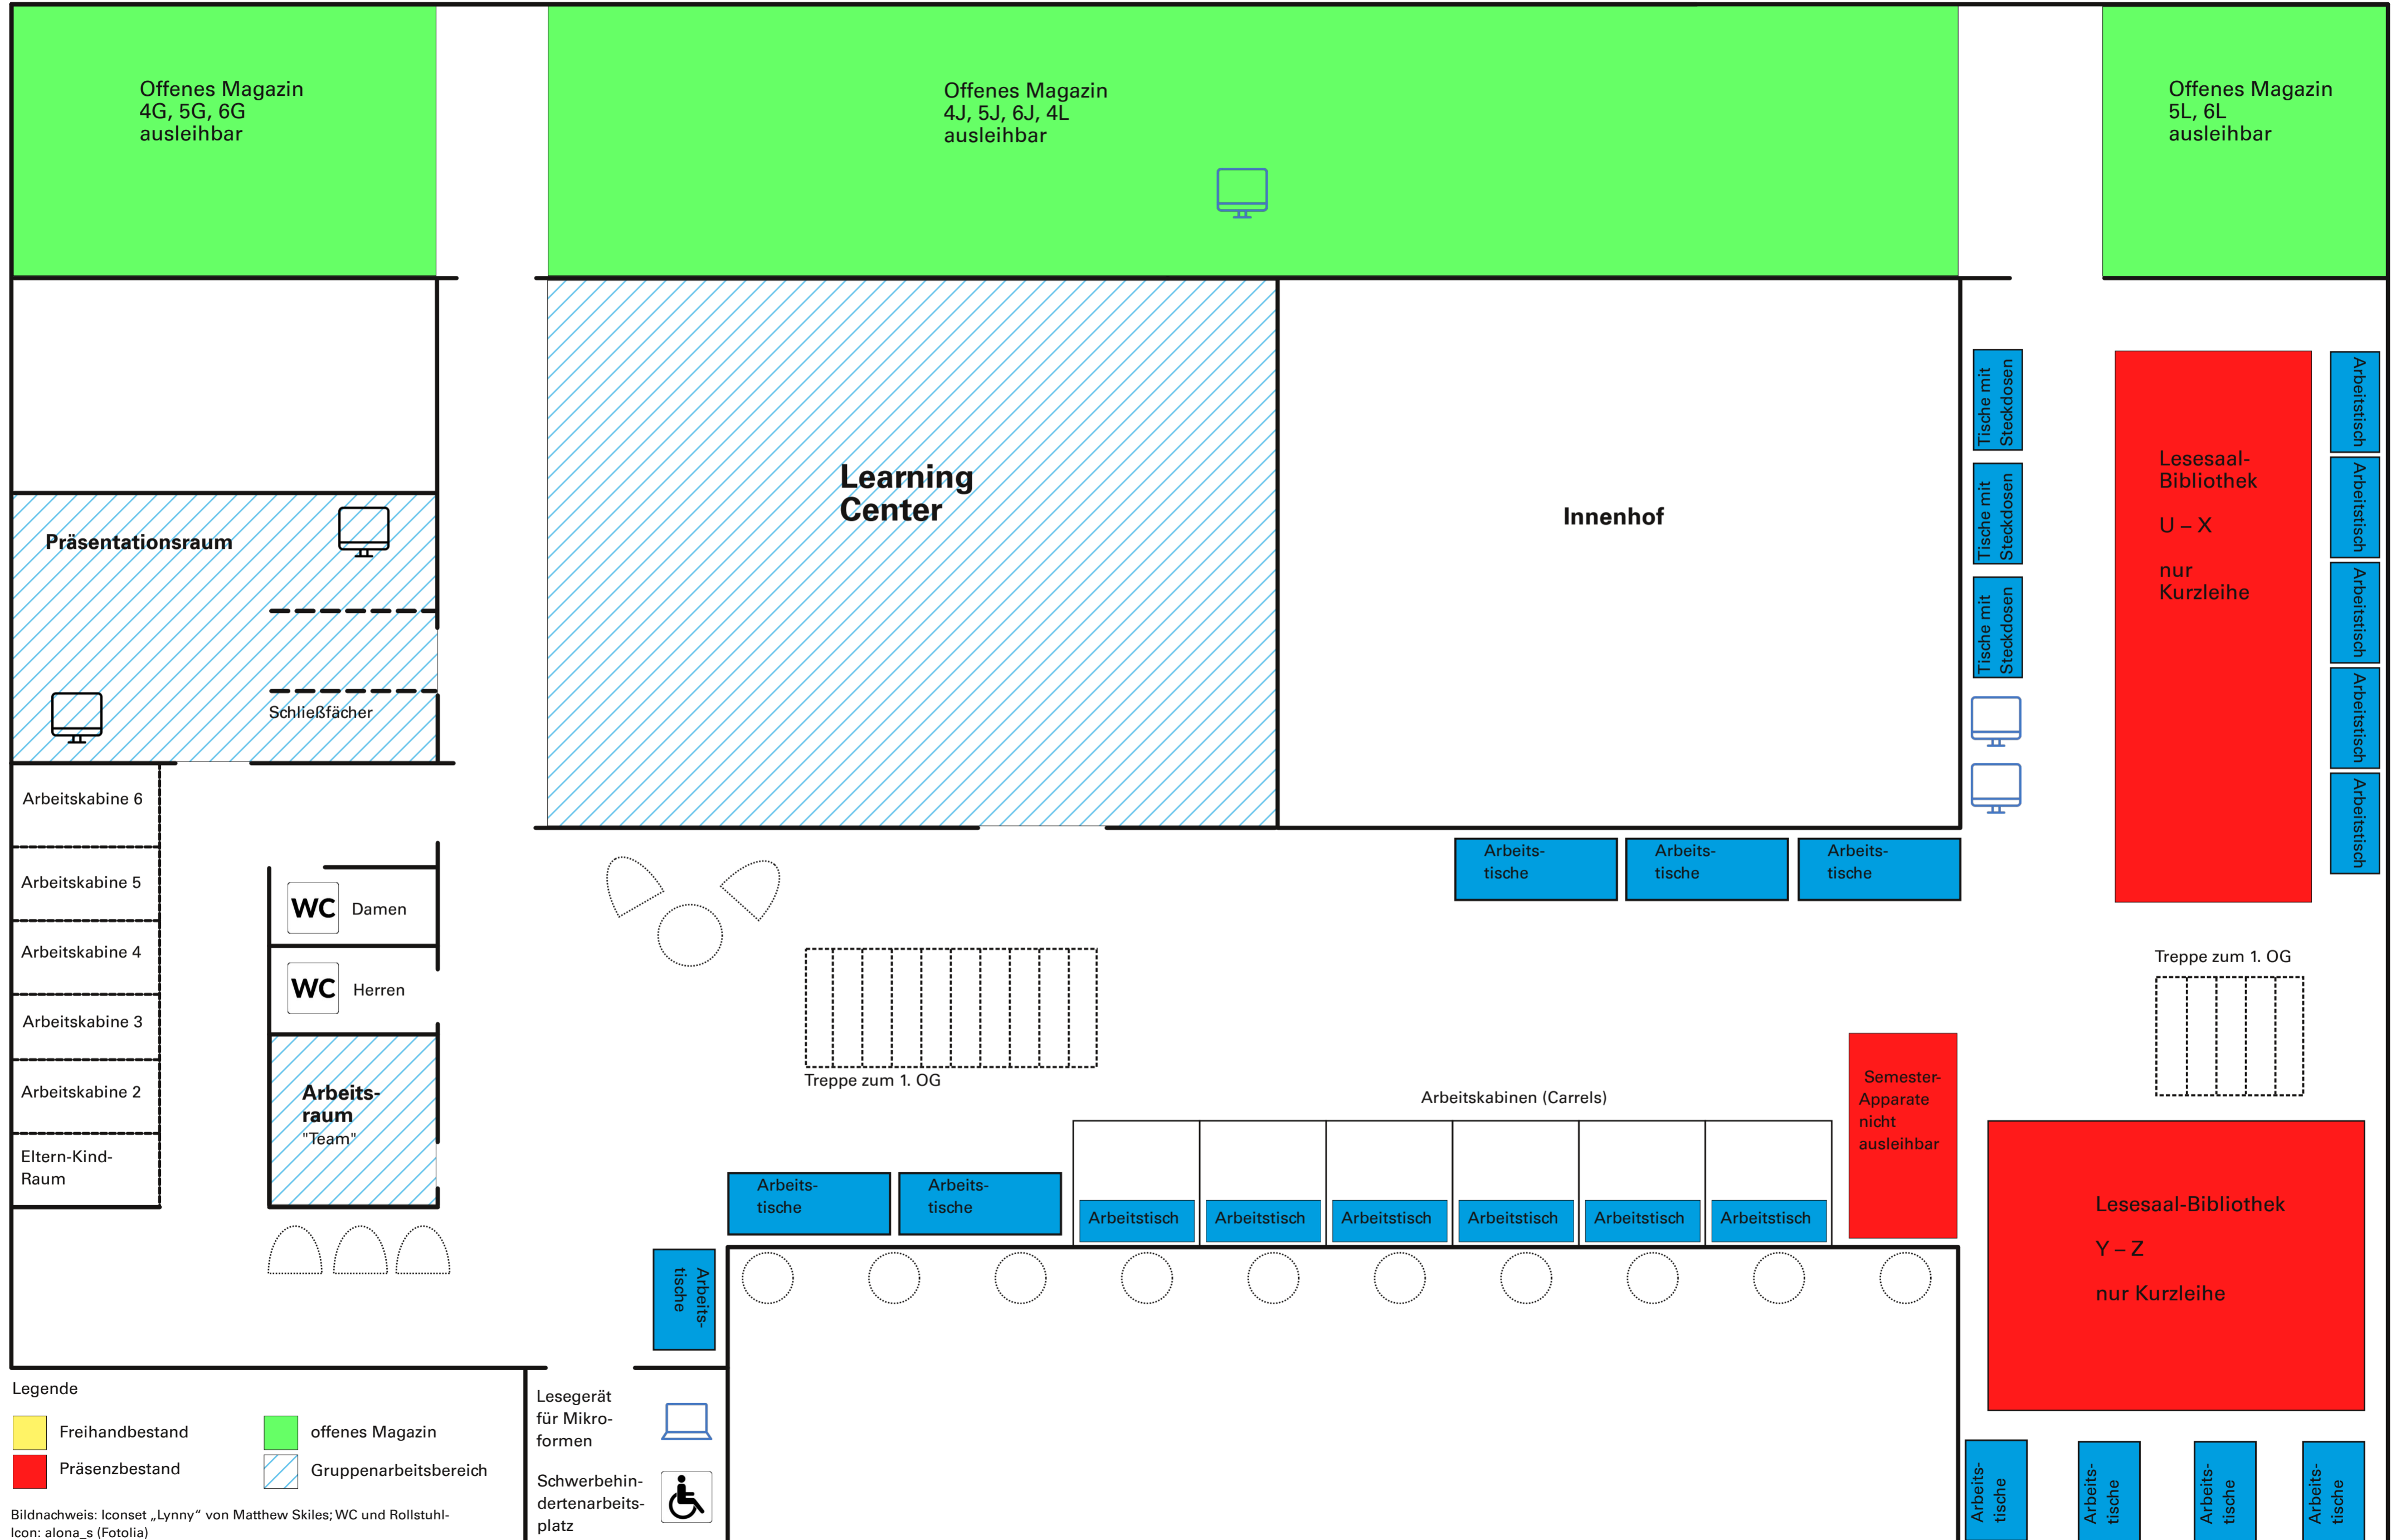 Offenes Magazin
4G, 5G, 6G
ausleihbar
Offenes Magazin
4J, 5J, 6J, 4L
ausleihbar
Offenes Magazin
5L, 6L
ausleihbar
Präsentationsraum
Schließfächer
Learning
Center
Innenhof
Tische mit
Steckdosen
Tische mit
Steckdosen
Tische mit
Steckdosen
Lesesaal-
Bibliothek
U – X
nur
Kurzleihe
Arbeitstisch
Arbeitstisch
Arbeitstisch
Arbeitstisch
Arbeitstisch
Arbeitskabine 6
Arbeitskabine 5
Arbeitskabine 4
Arbeitskabine 3
Arbeitskabine 2
Eltern-Kind-
Raum
WC Damen
WC Herren
Arbeits-
raum
"Team"
Arbeits-
tische
Arbeits-
tische
Arbeits-
tische
Treppe zum 1. OG
Treppe zum 1. OG
Arbeitskabinen (Carrels)
Semester-
Apparate
nicht
ausleihbar
Arbeits-
tische
Arbeits-
tische
Arbeitstisch
Arbeitstisch
Arbeitstisch
Arbeitstisch
Arbeitstisch
Arbeitstisch
Arbeits-
tische
Lesesaal-Bibliothek
Y – Z
nur Kurzleihe
Arbeits-
tische
Arbeits-
tische
Arbeits-
tische
Arbeits-
tische
Lesegerät
für Mikro-
formen
Schwerbehin-
dertenarbeits-
platz
Legende
Freihandbestand
offenes Magazin
Präsenzbestand
Gruppenarbeitsbereich
Bildnachweis: Iconset „Lynny“ von Matthew Skiles; WC und Rollstuhl-
Icon: alona_s (Fotolia)